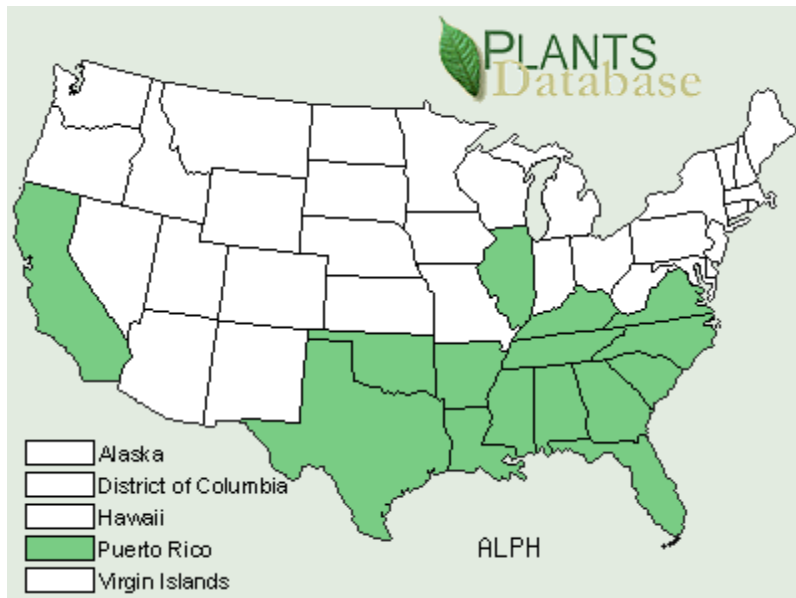 PLANTS
Database
Alaska
District of Columbia
Hawaii
Puerto Rico
Virgin Islands
ALPH